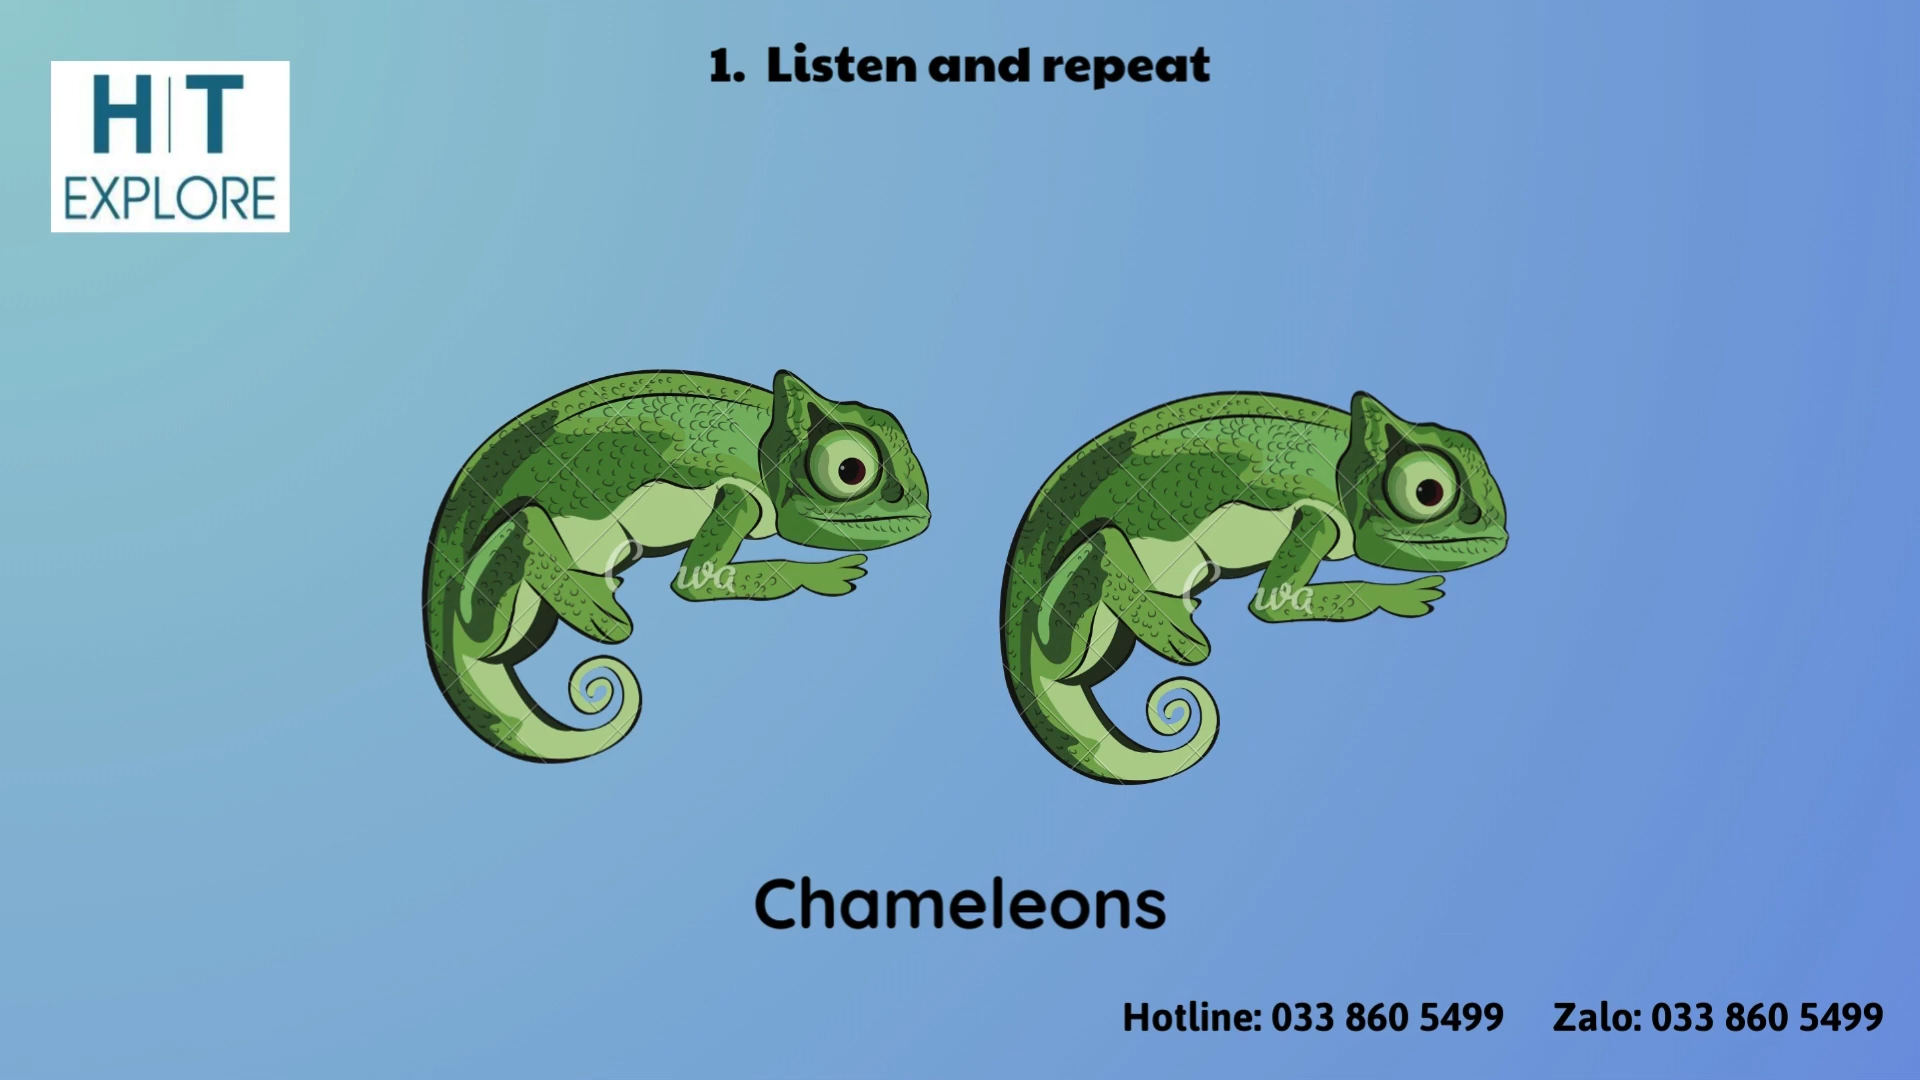 1. Listen and repeat
H|T
EXPLORE
Chameleons
Hotline: 033 860 5499 Zalo: 033 860 5499